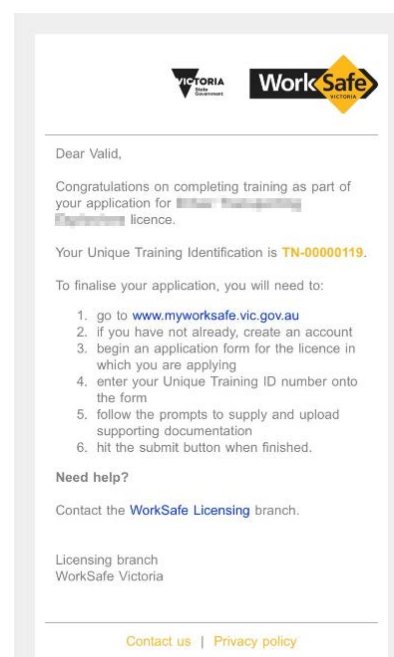 VICTORIA
State
Government
WorkSafe
VICTORIA
Dear Valid,
Congratulations on completing training as part of
your application for
licence.
Your Unique Training Identification is TN-00000119.
To finalise your application, you will need to:
1. go to www.myworksafe.vic.gov.au
2. if you have not already, create an account
3. begin an application form for the licence in
which you are applying
4. enter your Unique Training ID number onto
the form
5. follow the prompts to supply and upload
supporting documentation
6. hit the submit button when finished.
Need help?
Contact the WorkSafe Licensing branch.
Licensing branch
WorkSafe Victoria
Contact us | Privacy policy